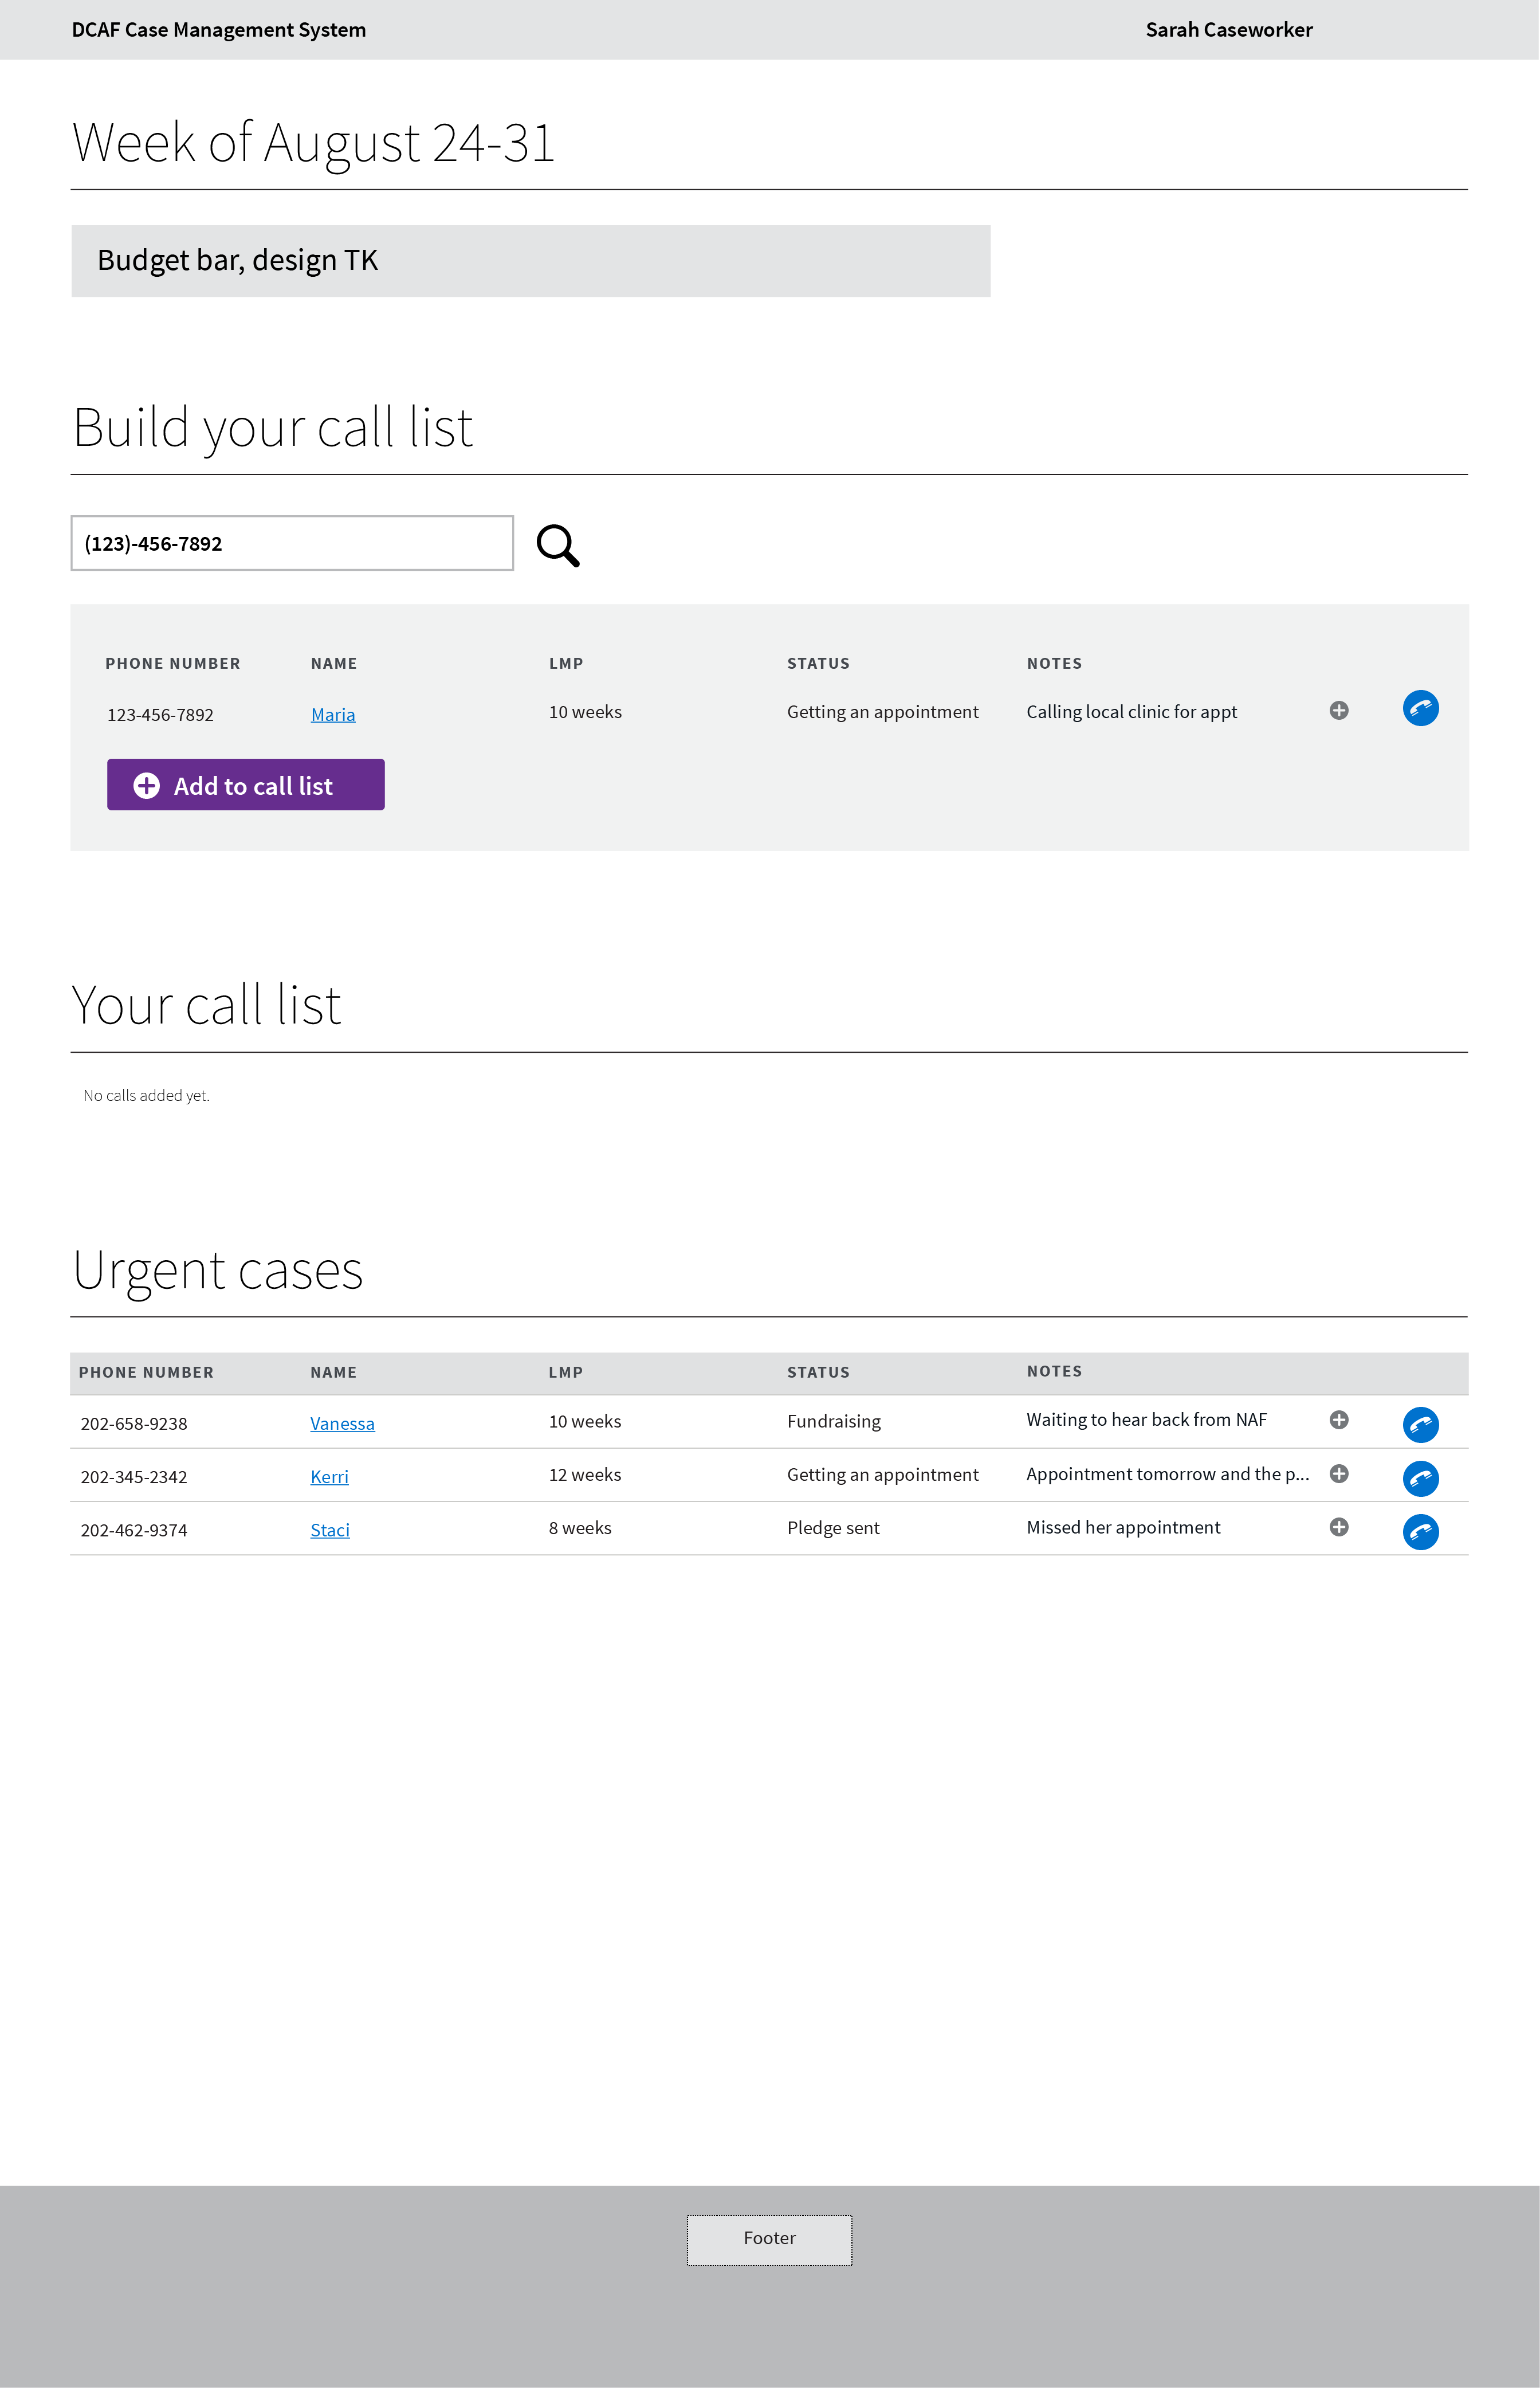 DCAF Case Management System Sarah Caseworker
Week of August 24-31
Budget bar, design TK
Build your call list
(123)-456-7892
PHONE NUMBER NAME LMP STATUS NOTES
123-456-7892 Maria 10 weeks Getting an appointment Calling local clinic for appt
Add to call list
Your call list
No calls added yet.
Urgent cases
PHONE NUMBER NAME LMP STATUS NOTES
202-658-9238 Vanessa 10 weeks Fundraising Waiting to hear back from NAF
202-345-2342 Kerri 12 weeks Getting an appointment Appointment tomorrow and the p...
202-462-9374 Staci 8 weeks Pledge sent Missed her appointment
Footer